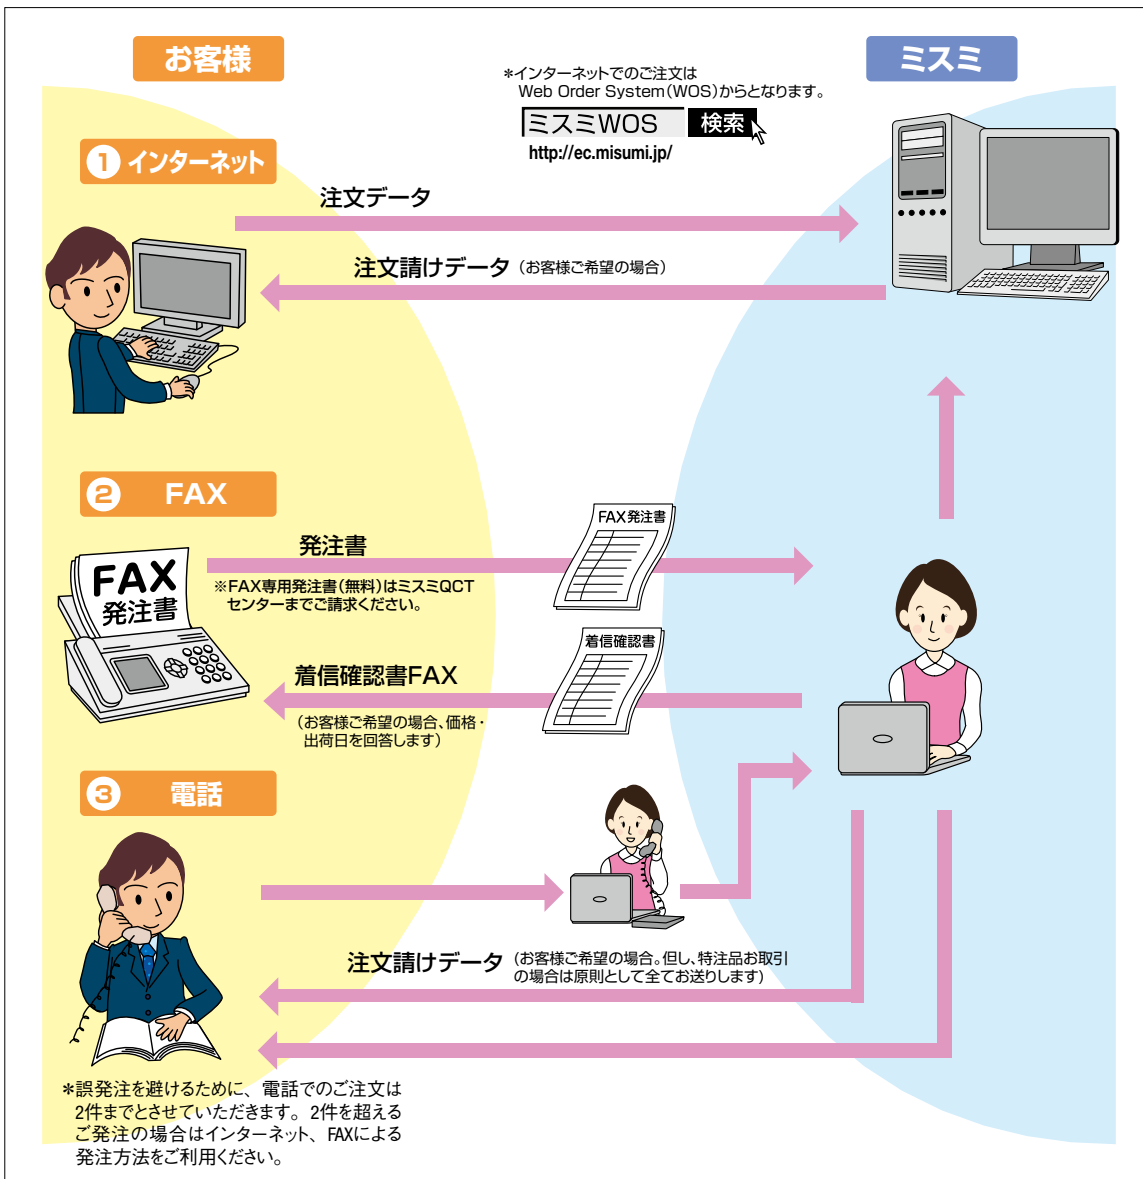 お客様
ミスミ
*インターネットでのご注文は
Web Order System(WOS)からとなります。
ミスミWOS 検索
http://ec.misumi.jp/
1 インターネット
注文データ
注文請けデータ (お客様ご希望の場合)
2 FAX
FAX発注書
発注書
FAX
発注書
※FAX専用発注書(無料)はミスミQCT
センターまでご請求ください。
着信確認書
着信確認書FAX
(お客様ご希望の場合、価格・
出荷日を回答します)
3 電話
注文請けデータ (お客様ご希望の場合。但し、特注品お取引
の場合は原則として全てお送りします)
*誤発注を避けるために、電話でのご注文は
2件までとさせていただきます。2件を超える
ご発注の場合はインターネット、FAXによる
発注方法をご利用ください。